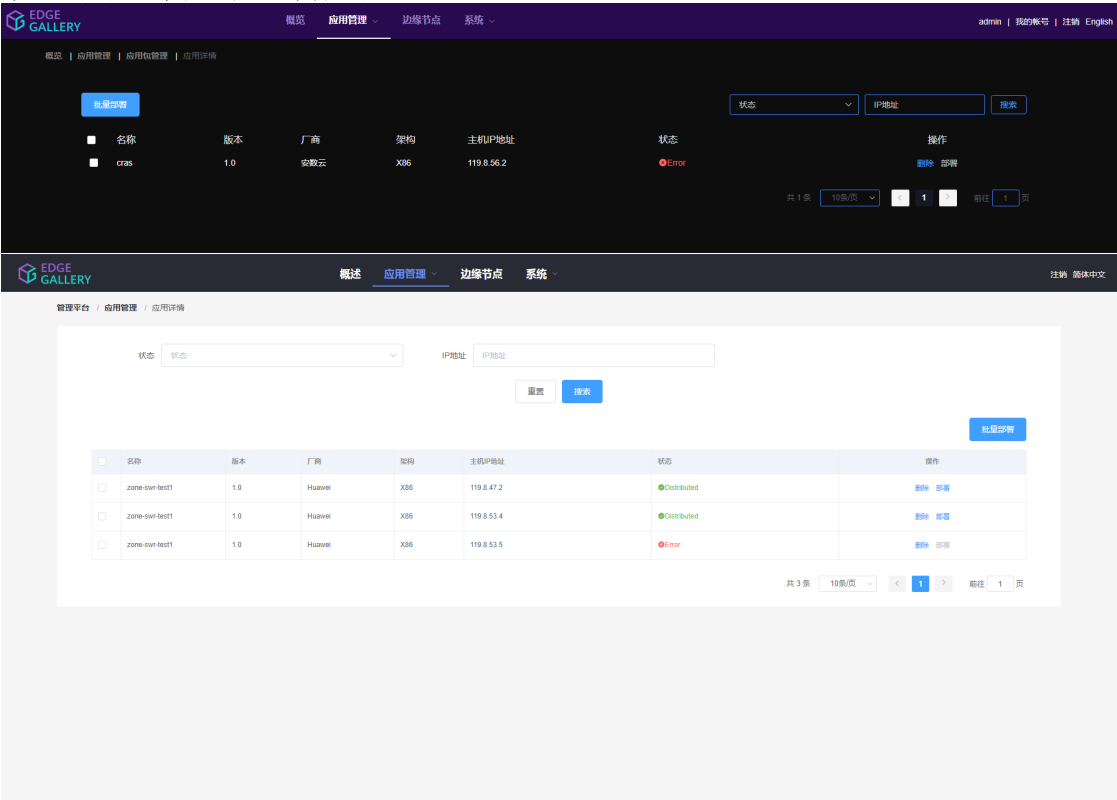 EDGE
GALLERY
概览 应用管理 边缘节点 系统
admin | 我的帐号 | 注销 English
概览 | 应用管理 | 应用包管理 | 应用详情
批量部署 状态 IP地址 搜索
名称 版本 厂商 架构 主机IP地址 状态 操作
cras 1.0 安数云 X86 119.8.56.2 Error 删除 部署
共 1 条 10条/页 < 1 > 前往 1 页
EDGE
GALLERY
概述 应用管理 边缘节点 系统
注销 简体中文
管理平台 / 应用管理 / 应用详情
状态 状态 IP地址 IP地址
重置 搜索
批量部署
名称 版本 厂商 架构 主机IP地址 状态 操作
zone-swr-test1 1.0 Huawei X86 119.8.47.2 Distributed 删除 部署
zone-swr-test1 1.0 Huawei X86 119.8.53.4 Distributed 删除 部署
zone-swr-test1 1.0 Huawei X86 119.8.53.5 Error 删除 部署
共 3 条 10条/页 < 1 > 前往 1 页